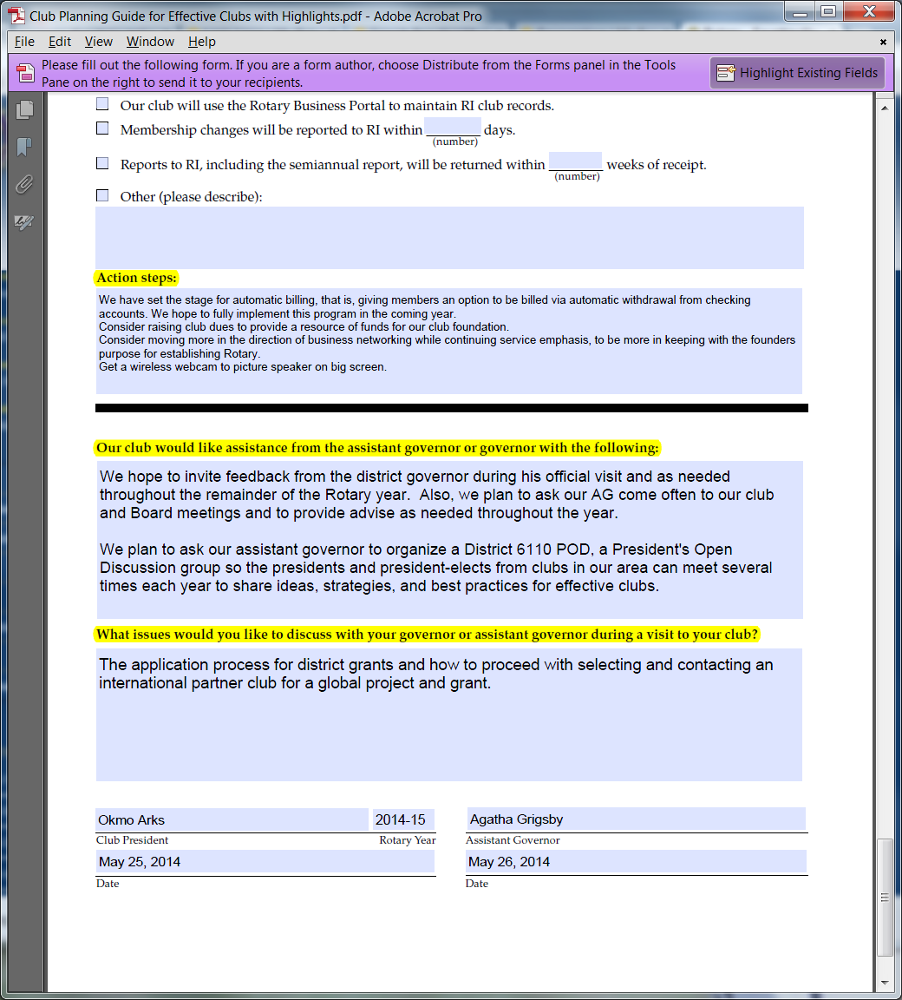 Club Planning Guide for Effective Clubs with Highlights.pdf - Adobe Acrobat Pro
File Edit View Window Help
Please fill out the following form. If you are a form author, choose Distribute from the Forms panel in the Tools
Pane on the right to send it to your recipients.
Highlight Existing Fields
Our club will use the Rotary Business Portal to maintain RI club records.
Membership changes will be reported to RI within days.
(number)
Reports to RI, including the semiannual report, will be returned within weeks of receipt.
(number)
Other (please describe):
Action steps:
We have set the stage for automatic billing, that is, giving members an option to be billed via automatic withdrawal from checking
accounts. We hope to fully implement this program in the coming year.
Consider raising club dues to provide a resource of funds for our club foundation.
Consider moving more in the direction of business networking while continuing service emphasis, to be more in keeping with the founders
purpose for establishing Rotary.
Get a wireless webcam to picture speaker on big screen.
Our club would like assistance from the assistant governor or governor with the following:
We hope to invite feedback from the district governor during his official visit and as needed
throughout the remainder of the Rotary year.  Also, we plan to ask our AG come often to our club
and Board meetings and to provide advise as needed throughout the year.
We plan to ask our assistant governor to organize a District 6110 POD, a President's Open
Discussion group so the presidents and president-elects from clubs in our area can meet several
times each year to share ideas, strategies, and best practices for effective clubs.
What issues would you like to discuss with your governor or assistant governor during a visit to your club?
The application process for district grants and how to proceed with selecting and contacting an
international partner club for a global project and grant.
Okmo Arks 2014-15 Agatha Grigsby
Club President Rotary Year Assistant Governor
May 25, 2014 May 26, 2014
Date Date